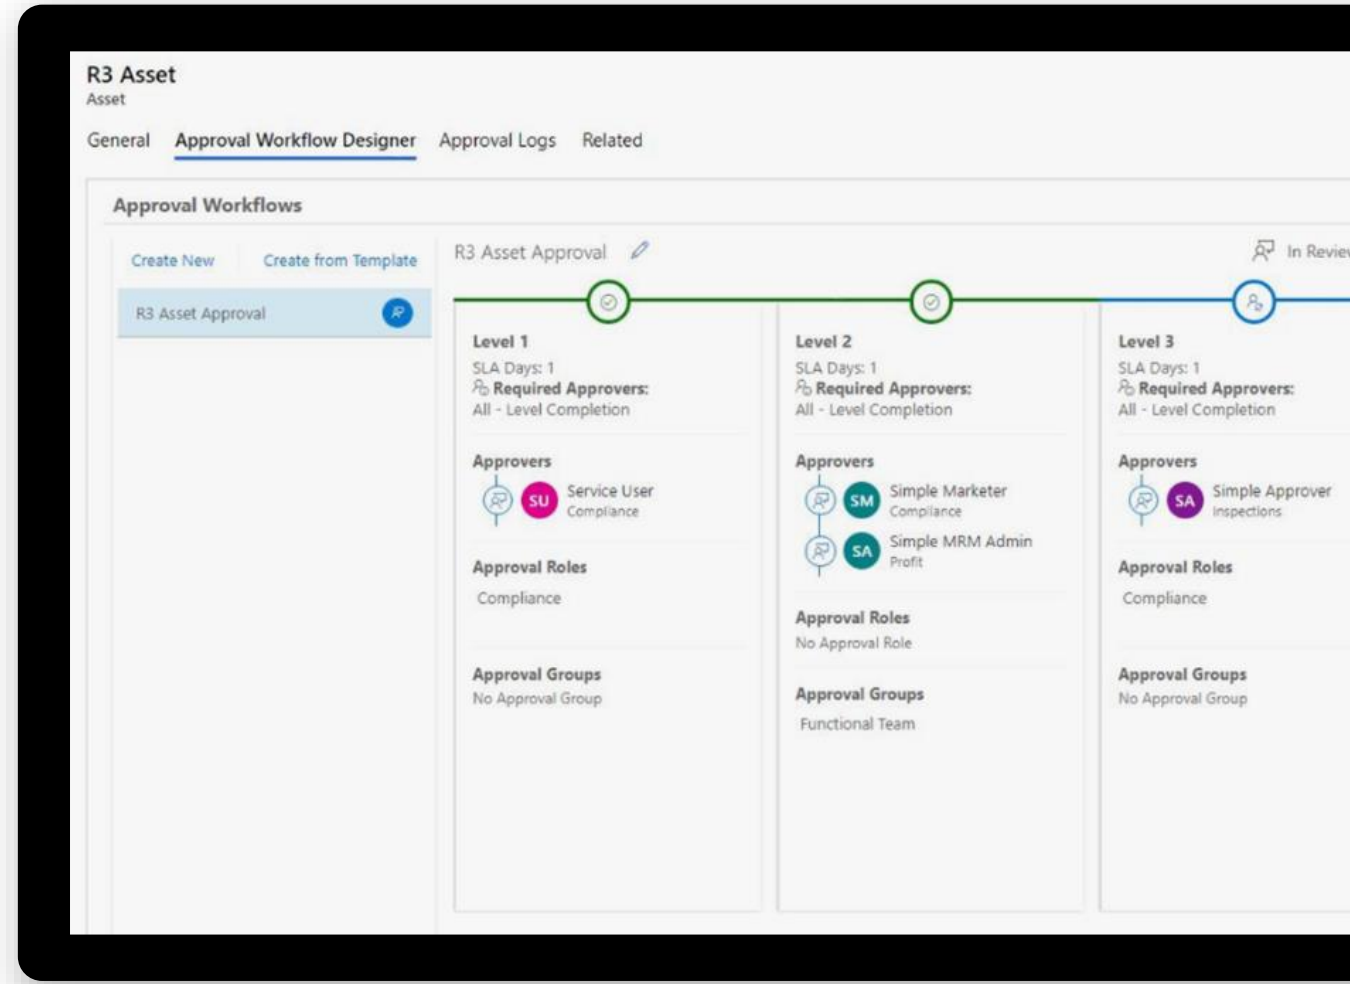 R3 Asset
Asset
General Approval Workflow Designer Approval Logs Related
Approval Workflows
Create New Create from Template
R3 Asset Approval
R3 Asset Approval
In Review
Level 1
SLA Days: 1
Required Approvers:
All - Level Completion
Approvers
SU Service User
Compliance
Approval Roles
Compliance
Approval Groups
No Approval Group
Level 2
SLA Days: 1
Required Approvers:
All - Level Completion
Approvers
SM Simple Marketer
Compliance
SA Simple MRM Admin
Profit
Approval Roles
No Approval Role
Approval Groups
Functional Team
Level 3
SLA Days: 1
Required Approvers:
All - Level Completion
Approvers
SA Simple Approver
Inspections
Approval Roles
Compliance
Approval Groups
No Approval Group